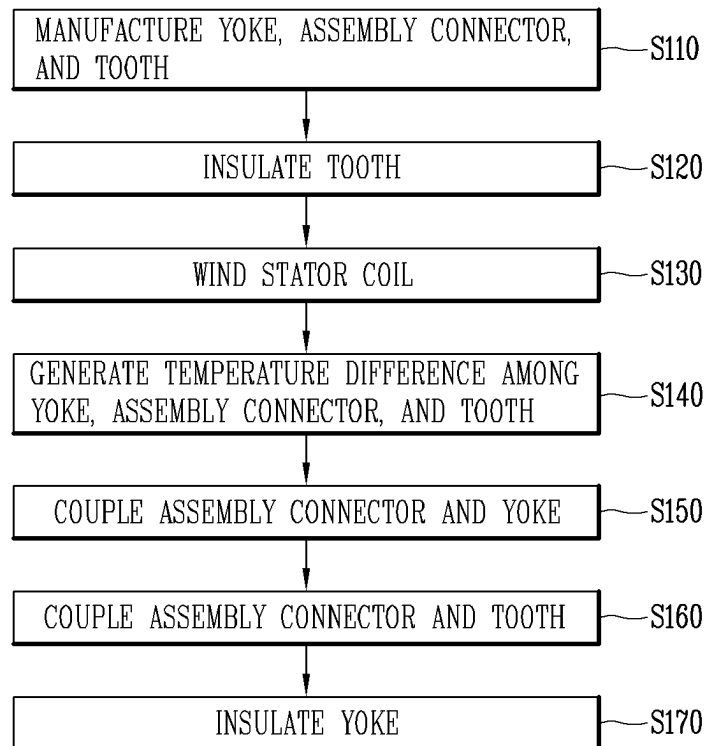 MANUFACTURE YOKE, ASSEMBLY CONNECTOR,
AND TOOTH
S110
INSULATE TOOTH
S120
WIND STATOR COIL
S130
GENERATE TEMPERATURE DIFFERENCE AMONG
YOKE, ASSEMBLY CONNECTOR, AND TOOTH
S140
COUPLE ASSEMBLY CONNECTOR AND YOKE
S150
COUPLE ASSEMBLY CONNECTOR AND TOOTH
S160
INSULATE YOKE
S170